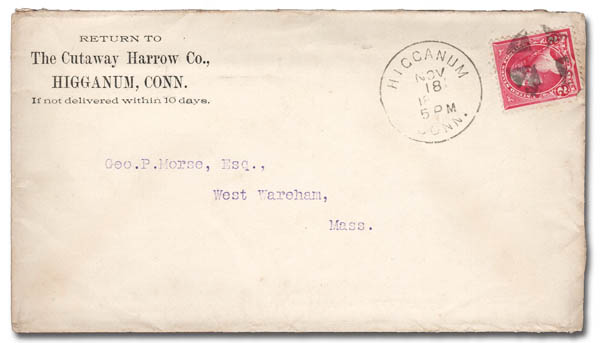 RETURN TO
The Cutaway Harrow Co.,
HIGGANUM, CONN.
If not delivered within 10 days.
HIGGANUM
NOV
18
5 PM
CONN.
Geo.P.Morse, Esq.,
West Wareham,
Mass.